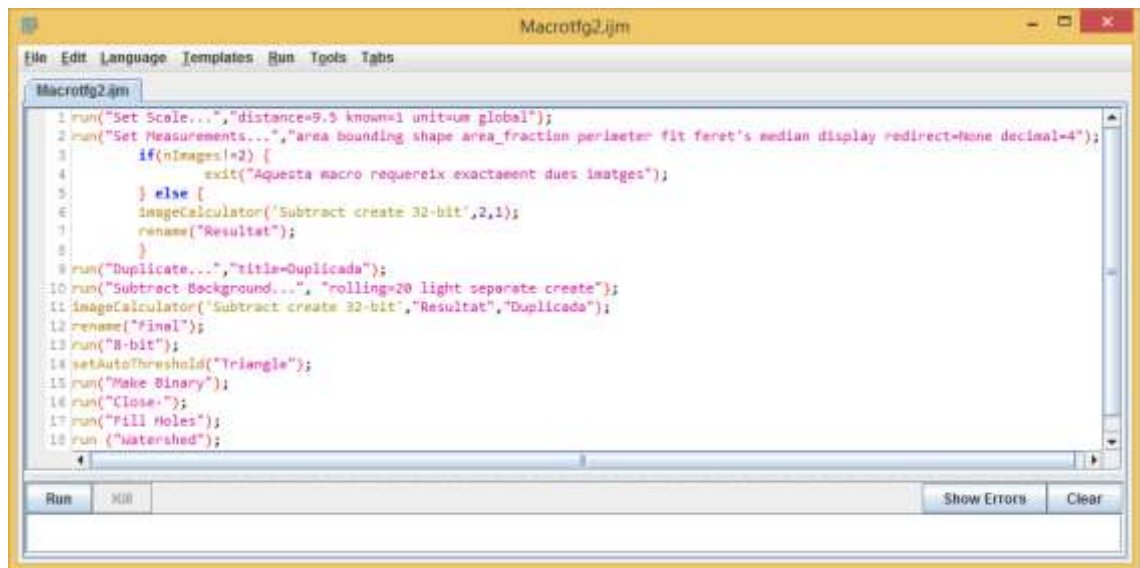 Macrotfg2.ijm
File Edit Language Templates Run Tools Tabs
Macrotfg2.ijm
1 run("Set Scale...","distance=9.5 known=1 unit=um global");
2 run("Set Measurements...","area bounding shape area_fraction perimeter fit feret's median display redirect=None decimal=4");
3 if(nImages!=2) {
4 exit("Aquesta macro requereix exactament dues imatges");
5 } else {
6 imageCalculator('Subtract create 32-bit',2,1);
7 rename("Resultat");
8 }
9 run("Duplicate...","title=Duplicada");
10 run("Subtract Background...", "rolling=20 light separate create");
11 imageCalculator('Subtract create 32-bit',"Resultat","Duplicada");
12 rename("Final");
13 run("8-bit");
14 setAutoThreshold("Triangle");
15 run("Make Binary");
16 run("Close-");
17 run("Fill Holes");
18 run ("Watershed");
Run Kill Show Errors Clear